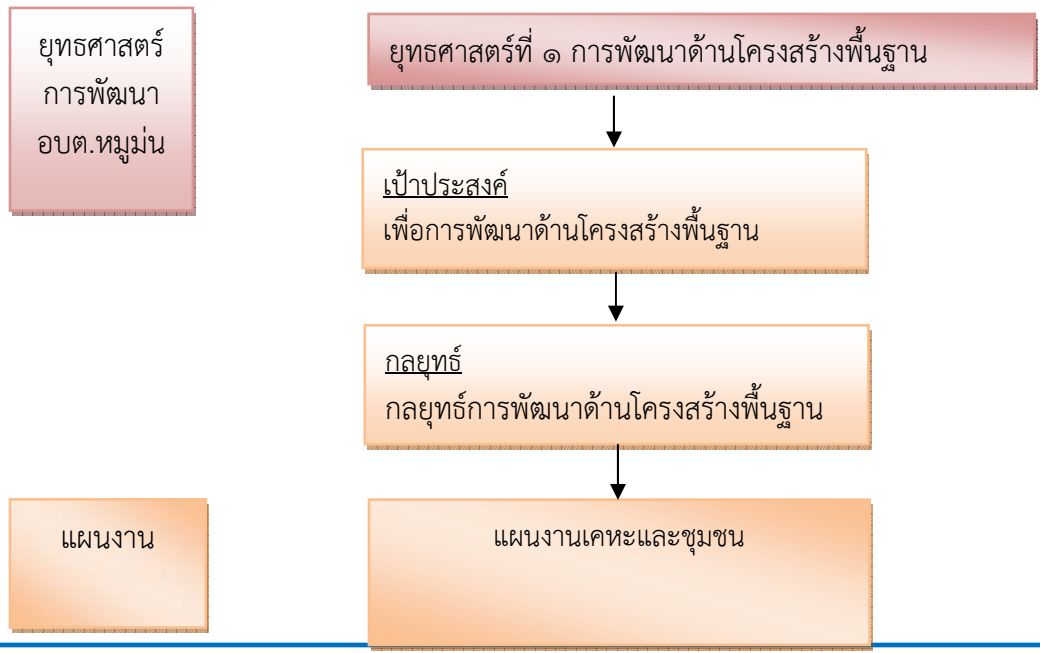 ยุทธศาสตร์
การพัฒนา
อบต.หมูม่น
ยุทธศาสตร์ที่ ๑ การพัฒนาด้านโครงสร้างพื้นฐาน
เป้าประสงค์
เพื่อการพัฒนาด้านโครงสร้างพื้นฐาน
กลยุทธ์
กลยุทธ์การพัฒนาด้านโครงสร้างพื้นฐาน
แผนงาน
แผนงานเคหะและชุมชน